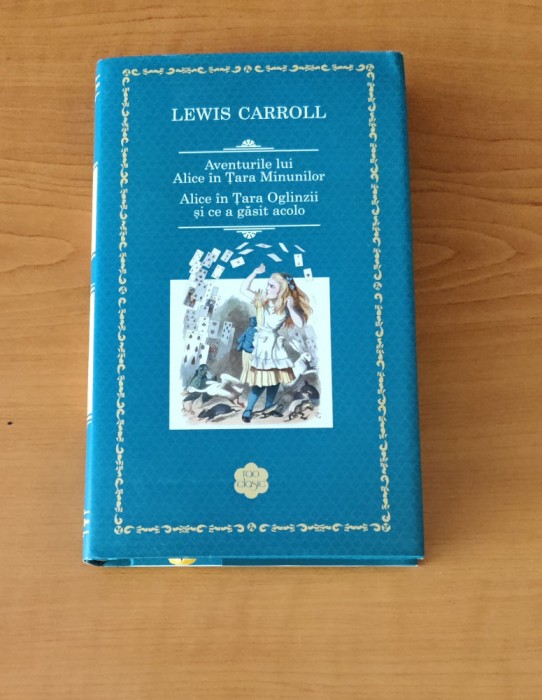 LEWIS CARROLL
Aventurile lui
Alice în Țara Minunilor
Alice în Țara Oglinzii
și ce a găsit acolo
rao
clasic